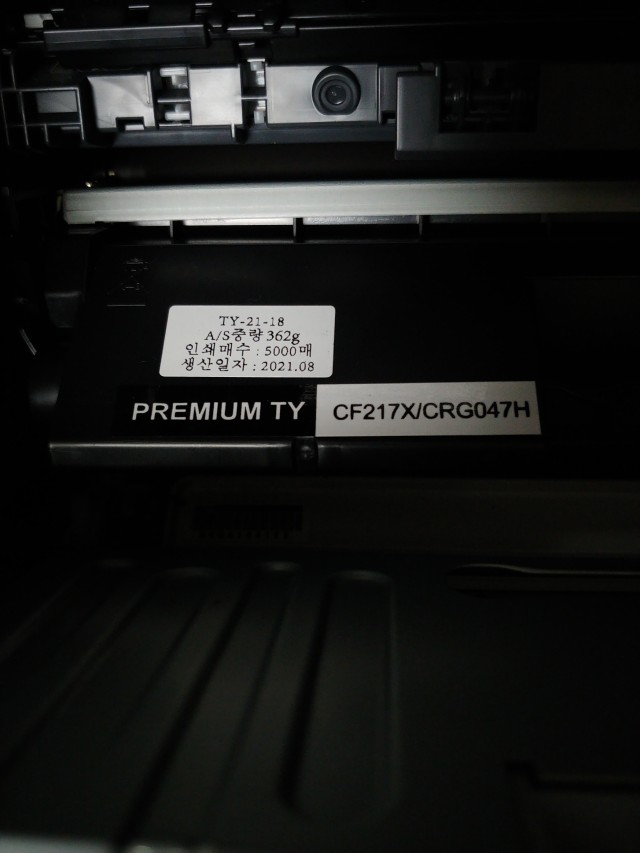 TY-21-18
A/S중량 362g
인쇄매수 : 5000매
생산일자 : 2021.08
PREMIUM TY CF217X/CRG047H